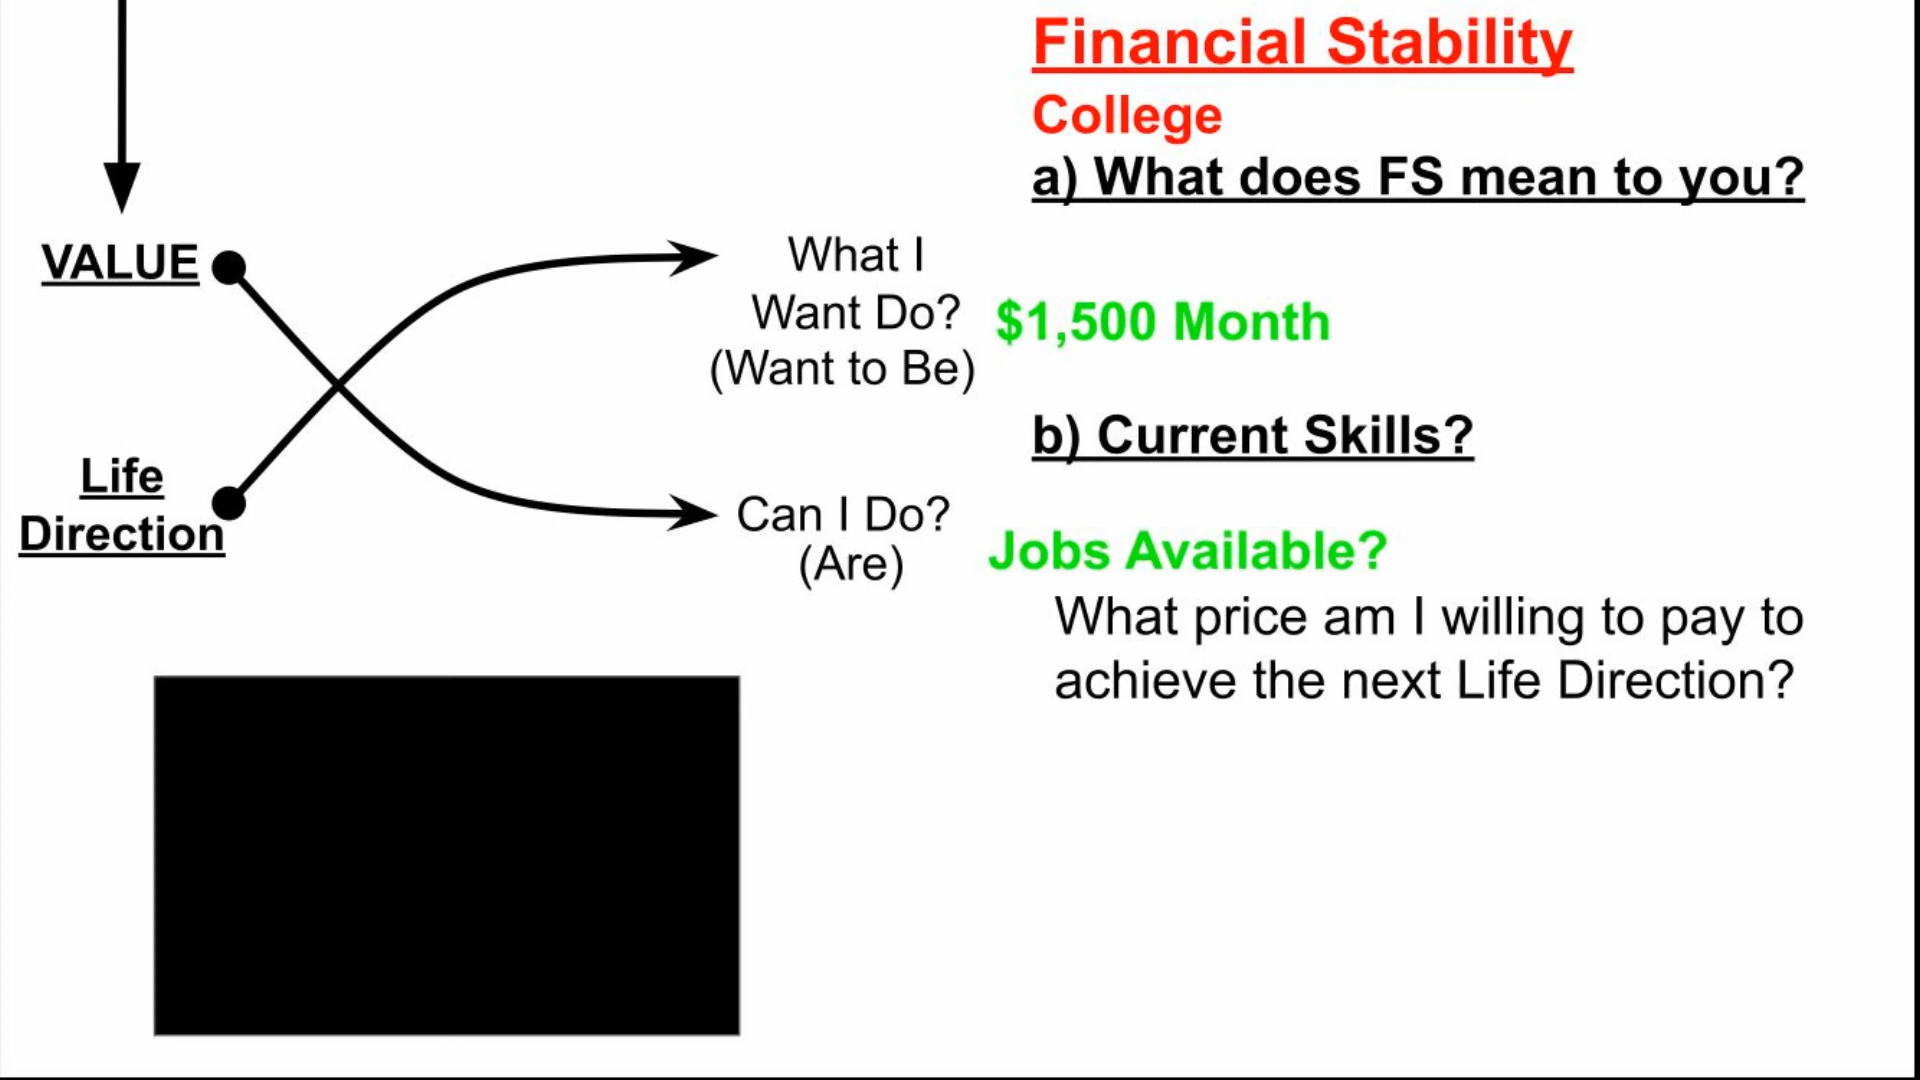 Financial Stability
College
a) What does FS mean to you?
VALUE
What I
Want Do?
(Want to Be)
$1,500 Month
b) Current Skills?
Life
Direction
Can I Do?
(Are)
Jobs Available?
What price am I willing to pay to
achieve the next Life Direction?